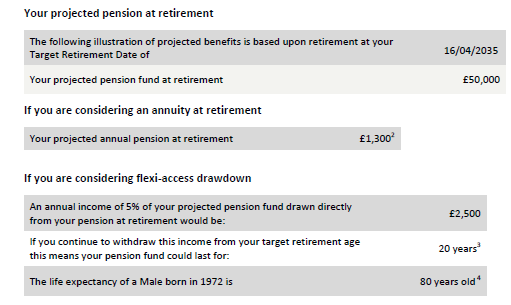 Your projected pension at retirement
The following illustration of projected benefits is based upon retirement at your
Target Retirement Date of
16/04/2035
Your projected pension fund at retirement
£50,000
If you are considering an annuity at retirement
Your projected annual pension at retirement
£1,300²
If you are considering flexi-access drawdown
An annual income of 5% of your projected pension fund drawn directly
from your pension at retirement would be:
£2,500
If you continue to withdraw this income from your target retirement age
this means your pension fund could last for:
20 years³
The life expectancy of a Male born in 1972 is
80 years old⁴